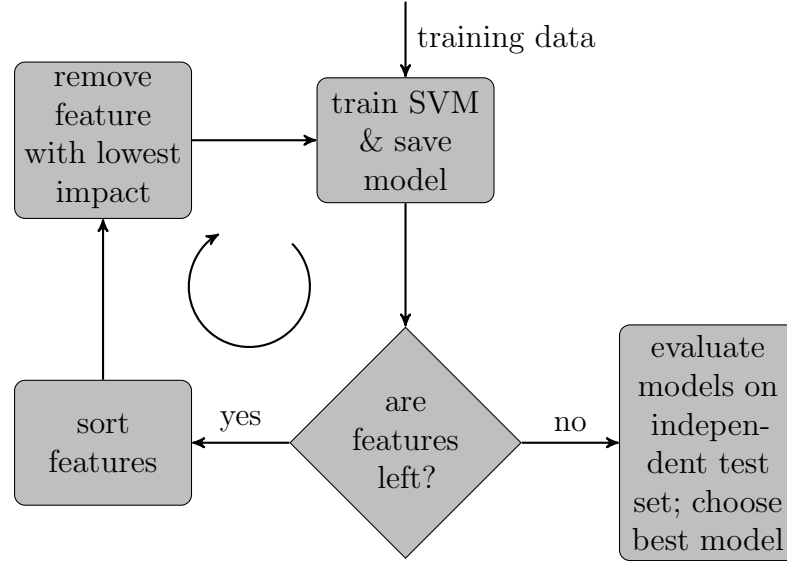 training data
remove
feature
with lowest
impact
train SVM
& save
model
evaluate
models on
indepen-
dent test
set; choose
best model
are
features
left?
yes
no
sort
features